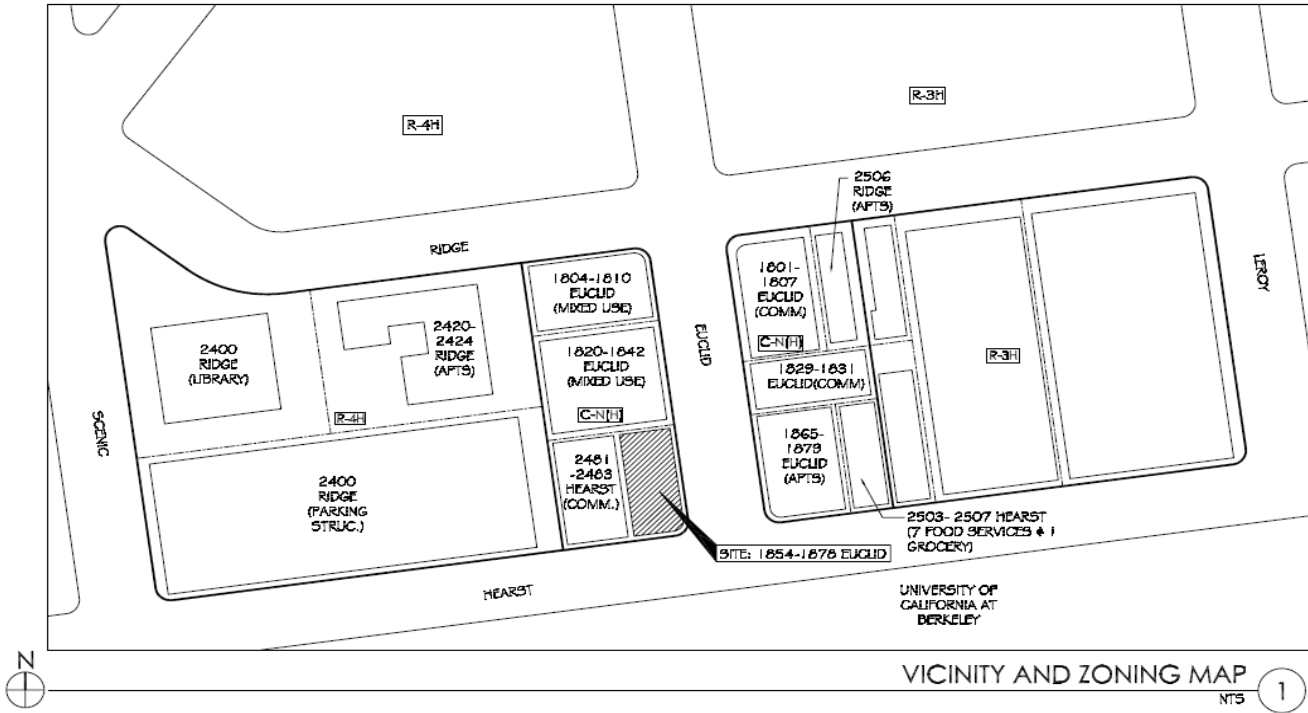 R-4H
R-3H
2506
RIDGE
(APTS)
RIDGE
1804-1810
EUCLID
(MIXED USE)
1801-
1807
EUCLID
(COMM)
C-N(H)
LEROY
2420-
2424
RIDGE
(APTS)
EUCLID
2400
RIDGE
(LIBRARY)
1820-1842
EUCLID
(MIXED USE)
C-N(H)
1829-1831
EUCLID(COMM)
R-3H
SCENIC
R-4H
1865-
1879
EUCLID
(APTS)
2481
-2483
HEARST
(COMM.)
2400
RIDGE
(PARKING
STRUC.)
2503- 2507 HEARST
(7 FOOD SERVICES & 1
GROCERY)
SITE: 1854-1878 EUCLID
HEARST
UNIVERSITY OF
CALIFORNIA AT
BERKELEY
N
VICINITY AND ZONING MAP
NTS
1